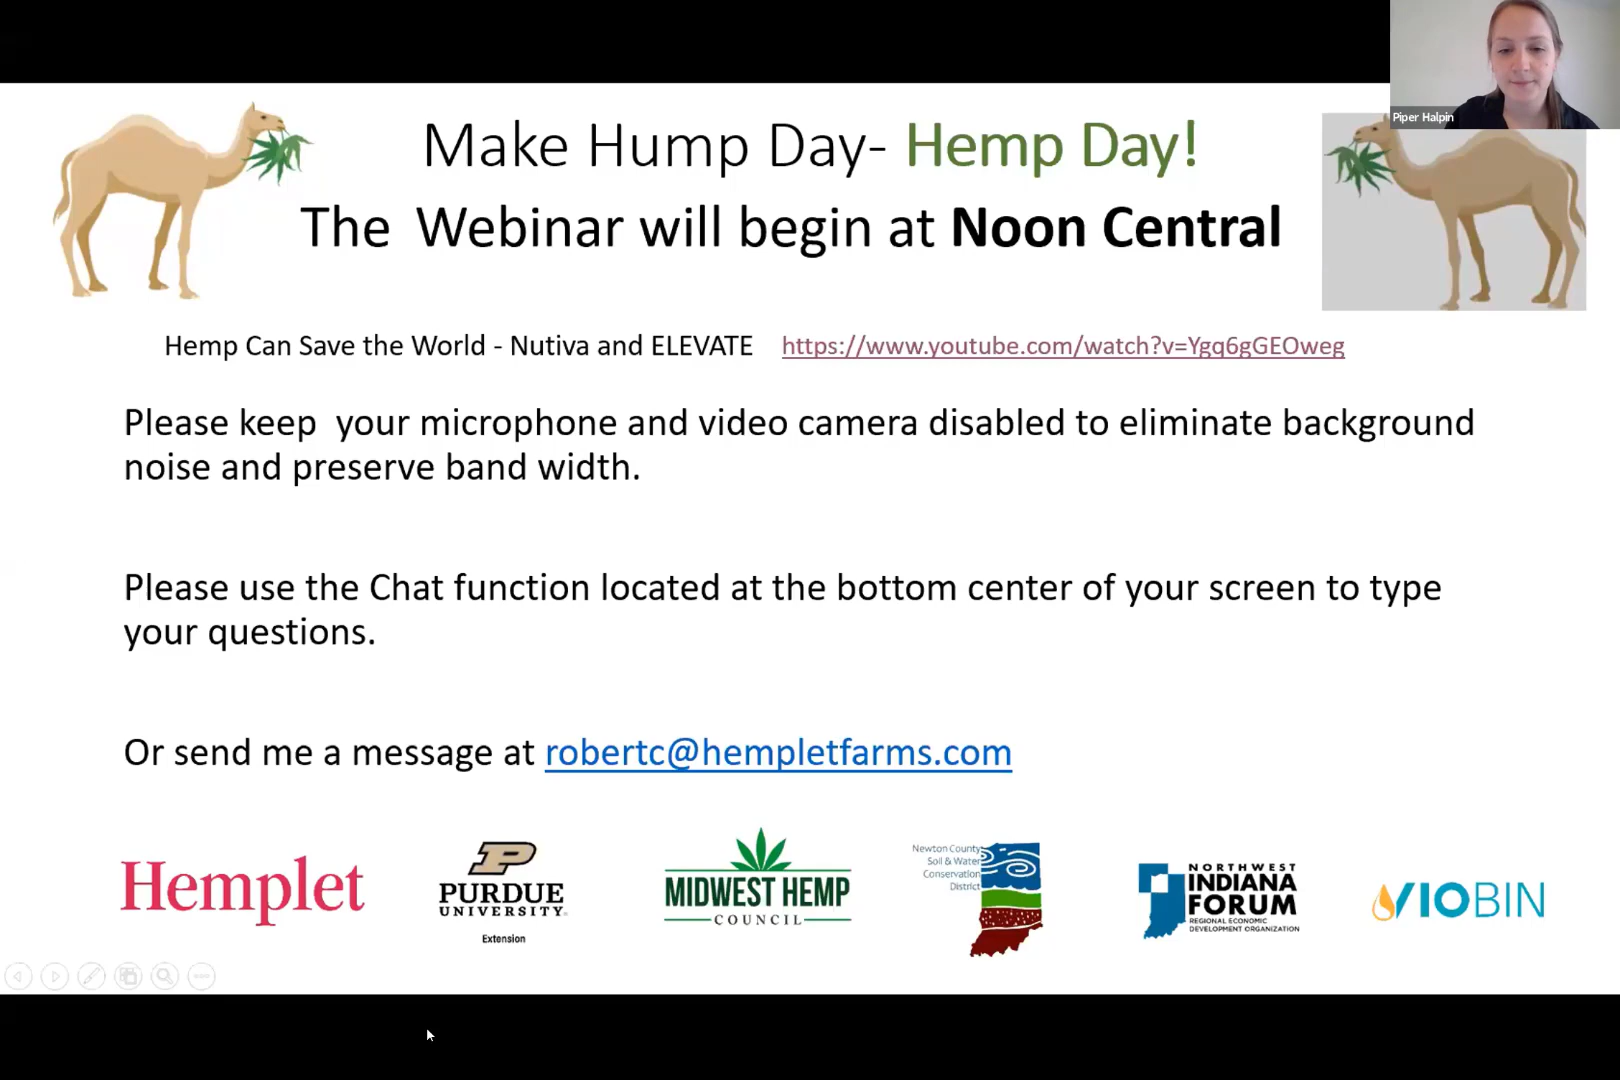 Piper Halpin
Make Hump Day- Hemp Day!
The Webinar will begin at Noon Central
Hemp Can Save the World - Nutiva and ELEVATE https://www.youtube.com/watch?v=Ygq6gGEOweg
Please keep your microphone and video camera disabled to eliminate background
noise and preserve band width.
Please use the Chat function located at the bottom center of your screen to type
your questions.
Or send me a message at robertc@hempletfarms.com
Hemplet
P
PURDUE
UNIVERSITY
Extension
MIDWEST HEMP
COUNCIL
Newton County
Soil & Water
Conservation
District
NORTHWEST
INDIANA
FORUM
REGIONAL ECONOMIC
DEVELOPMENT ORGANIZATION
VIOBIN